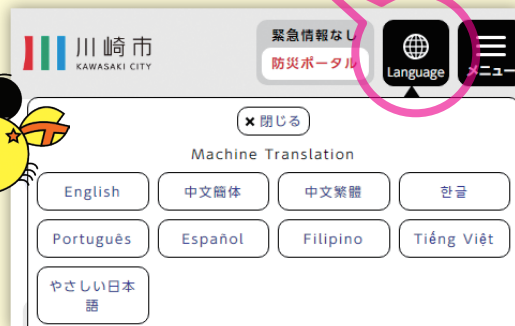 川崎市
KAWASAKI CITY
緊急情報なし
防災ポータル
Language
メニュー
×閉じる
Machine Translation
English
中文簡体
中文繁體
한글
Português
Español
Filipino
Tiếng Việt
やさしい日本
語